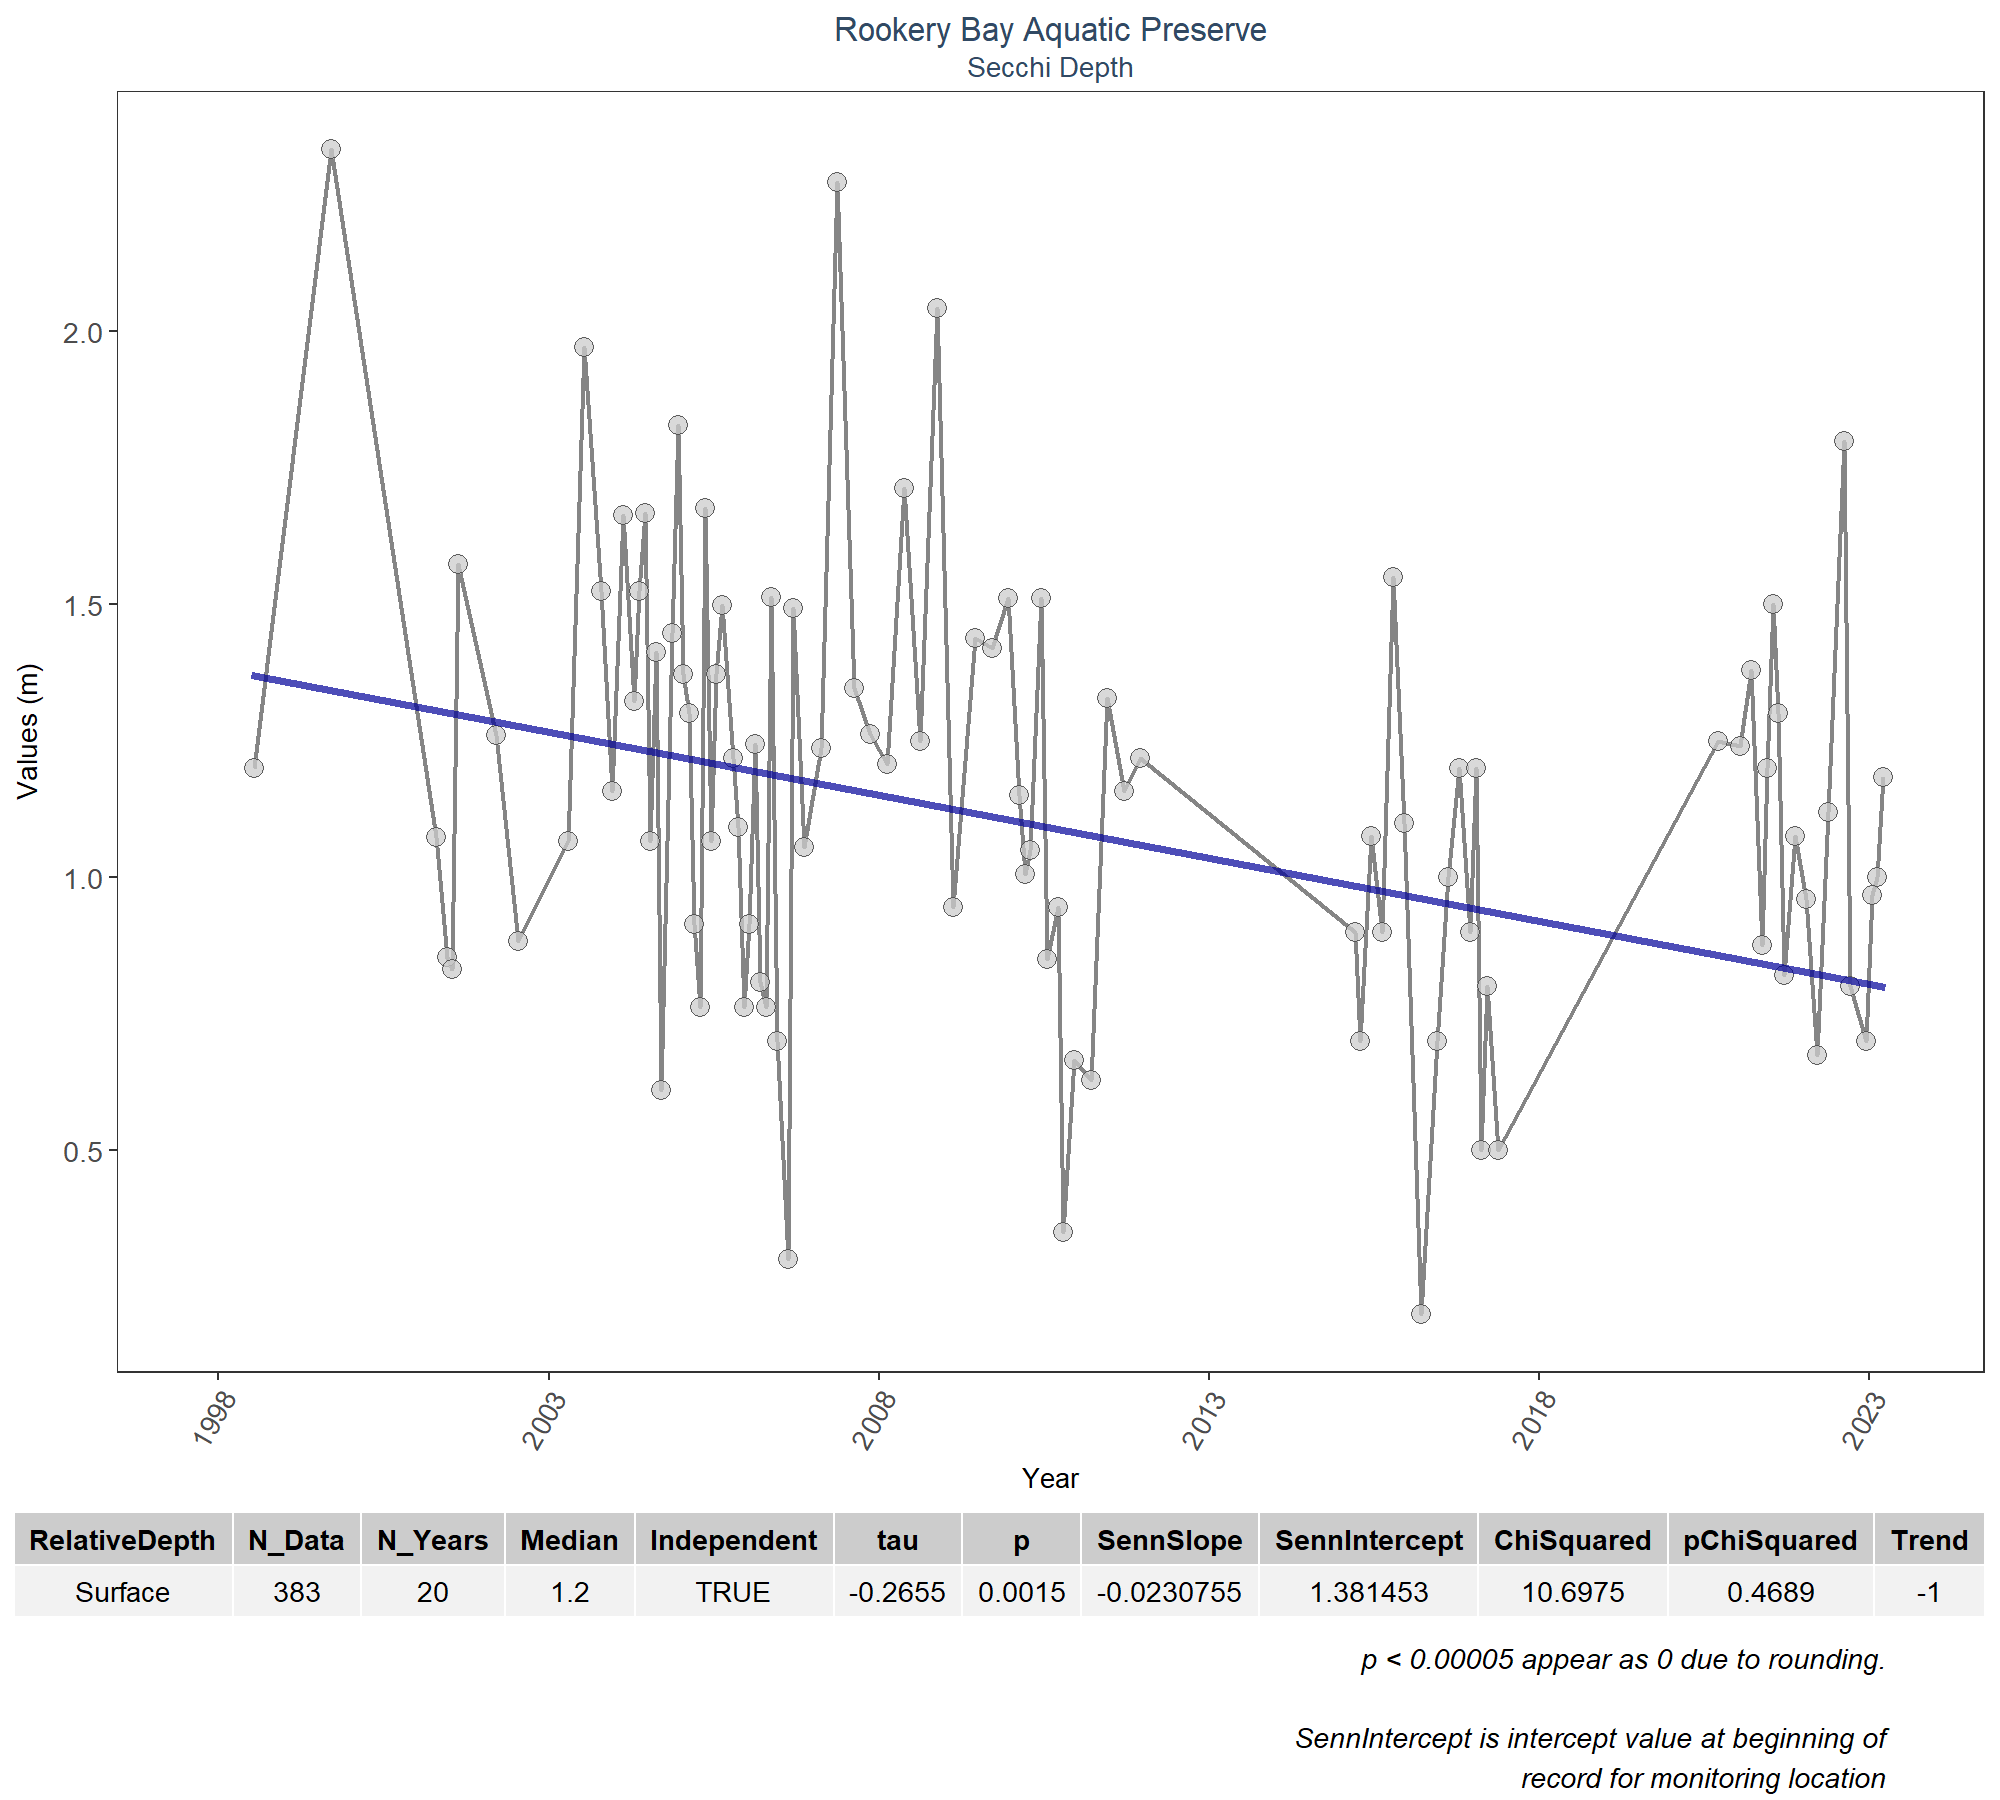 Rookery Bay Aquatic Preserve
Secchi Depth
Values (m)
2.0
1.5
1.0
0.5
1998 2003 2008 2013 2018 2023
Year
RelativeDepth N_Data N_Years Median Independent tau p SennSlope SennIntercept ChiSquared pChiSquared Trend
Surface 383 20 1.2 TRUE -0.2655 0.0015 -0.0230755 1.381453 10.6975 0.4689 -1
p < 0.00005 appear as 0 due to rounding.
SennIntercept is intercept value at beginning of
record for monitoring location